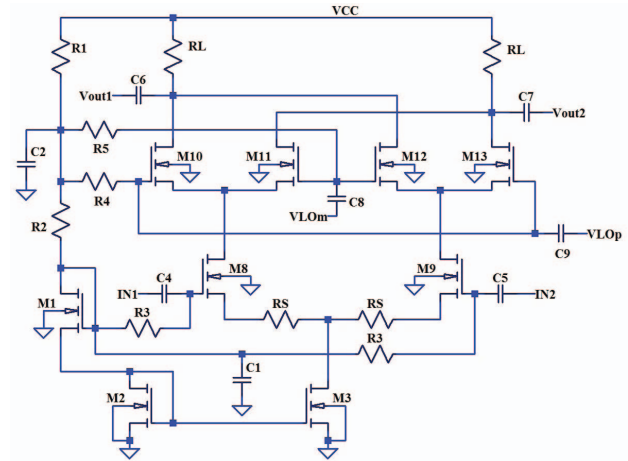 VCC
R1
RL
RL
C6
Vout1
C7
Vout2
C2
R5
M10
M11
M12
M13
R4
C8
VLOm
R2
C9
VLOp
M8
M9
C4
IN1
C5
IN2
M1
RS
RS
R3
R3
C1
M2
M3